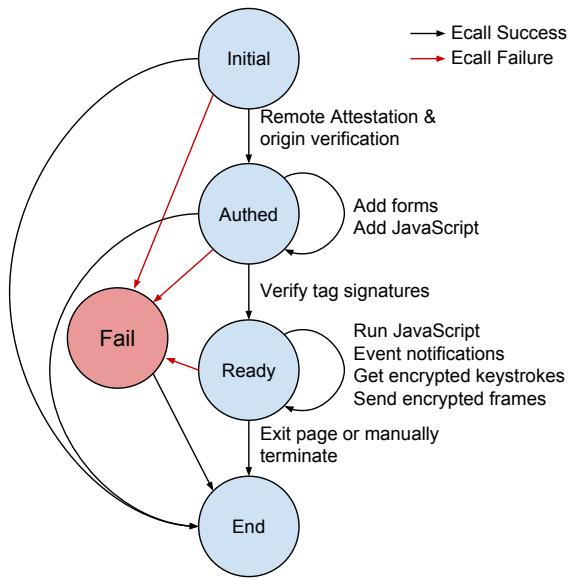 Initial
Ecall Success
Ecall Failure
Remote Attestation &
origin verification
Authed
Add forms
Add JavaScript
Verify tag signatures
Fail
Ready
Run JavaScript
Event notifications
Get encrypted keystrokes
Send encrypted frames
Exit page or manually
terminate
End